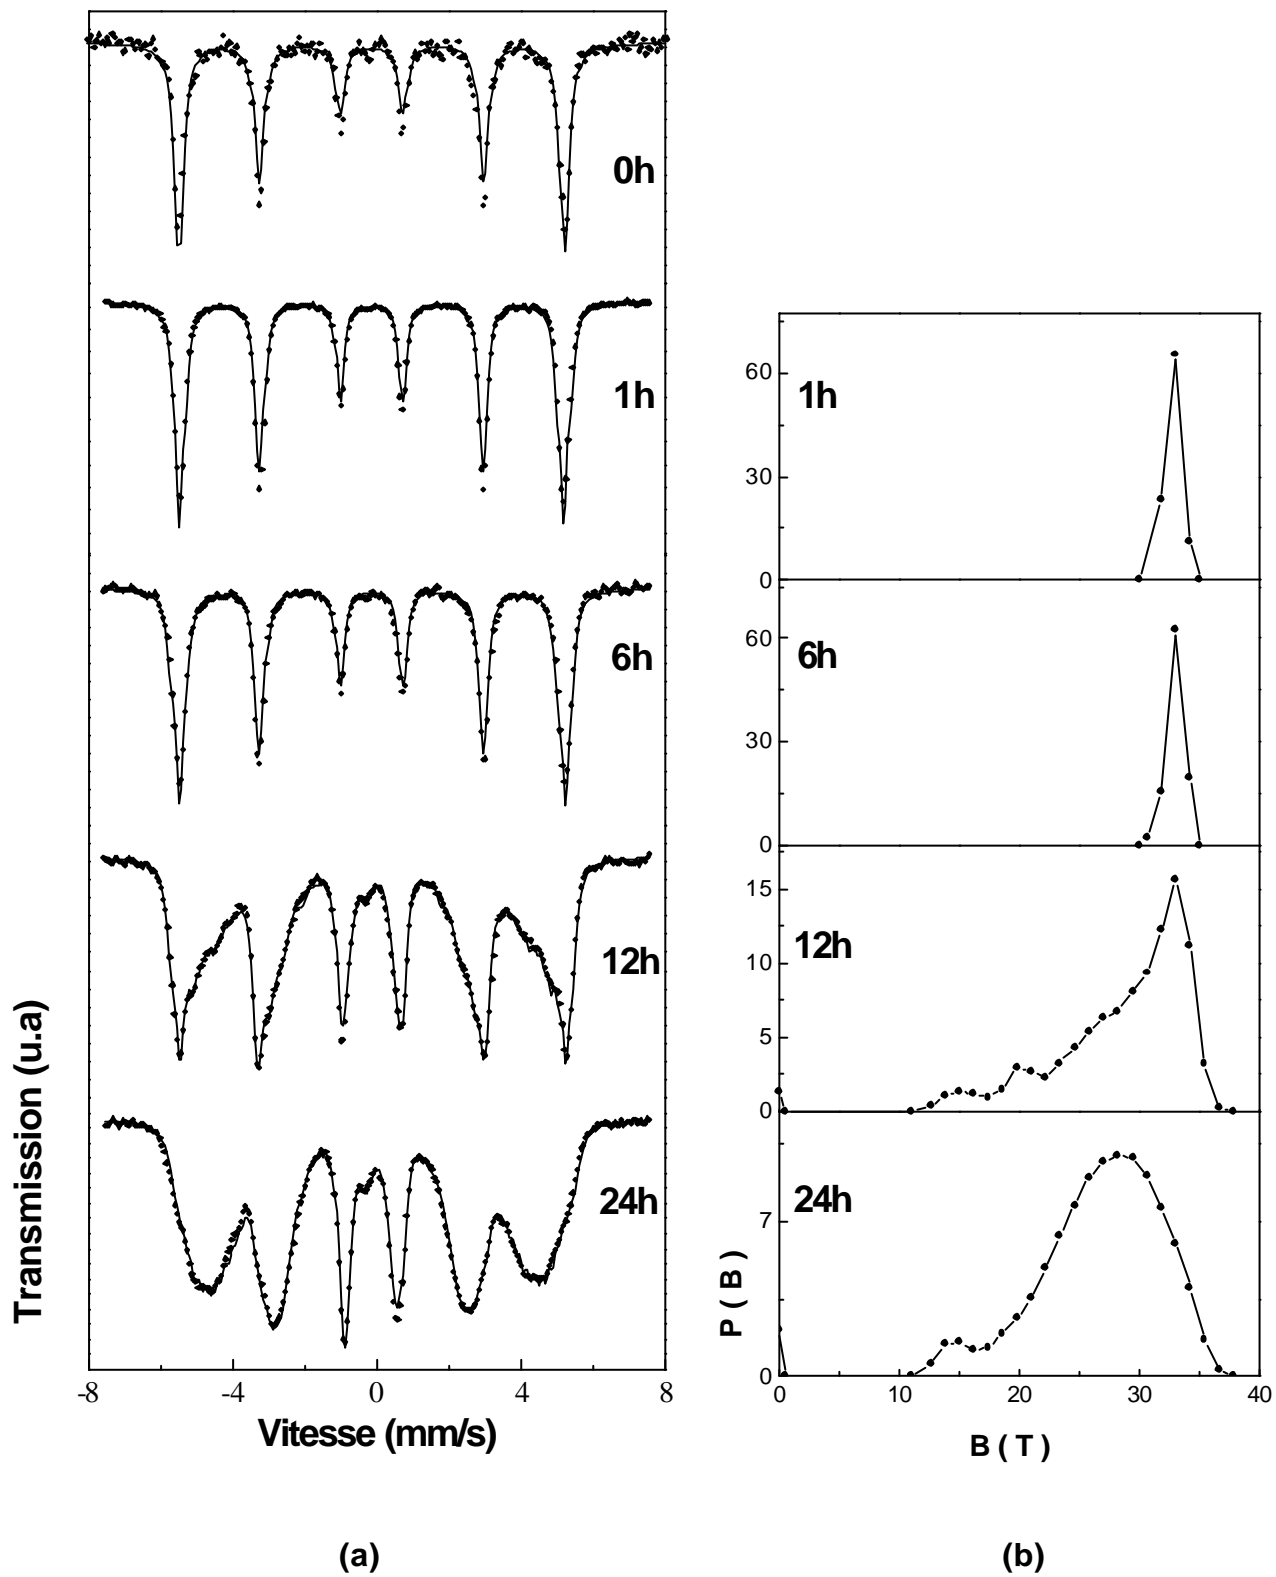 0h
1h
6h
12h
24h
Transmission (u.a)
-8 -4 0 4 8
Vitesse (mm/s)
(a)
1h
60
30
0
6h
60
30
0
12h
15
10
5
0
24h
7
0
P ( B )
0 10 20 30 40
B ( T )
(b)